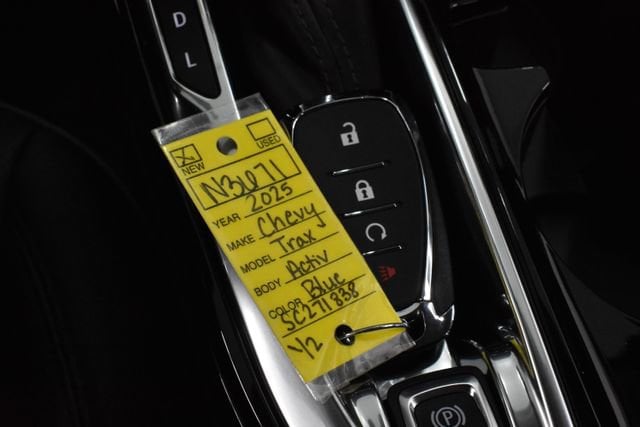 D
L
NEW USED
N3071
YEAR 2025
MAKE Chevy
MODEL Trax
BODY Activ
COLOR Blue
SC271838
1/2
P